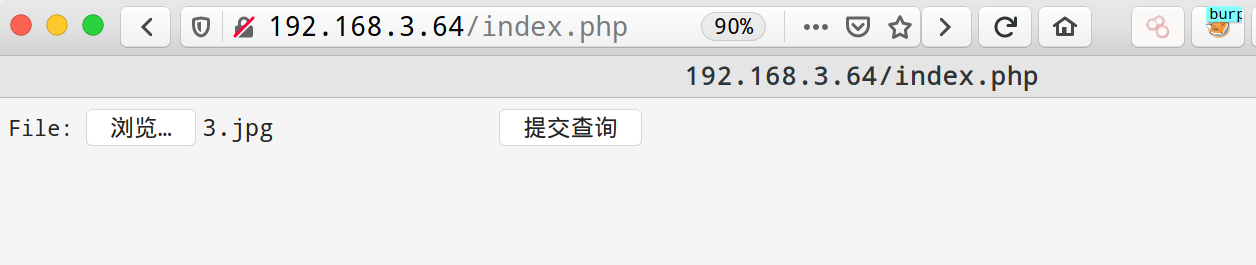 192.168.3.64/index.php 90% burp
192.168.3.64/index.php
File: 浏览… 3.jpg 提交查询